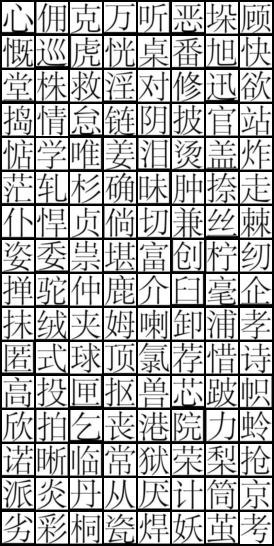 心佣克万听恶垛顾
慨巡虎恍桌番旭快
堂株救淫对修迅欲
捣情怠链阴披官站
惦学唯姜泪烫盖炸
茫轧杉确昧肿捺走
仆悍贞倘切兼丝棘
姿委祟堪富创柠纫
掸驼仲鹿介臼毫企
抹绒夹姆喇卸浦孝
匿式球顶氯荐惜诗
高投匣抠兽芯跛帜
欣拍乞丧港院力蛉
诺晰临常狱荣梨抢
派炎丹从厌计筒京
劣彩桐瓷焊妖茧考